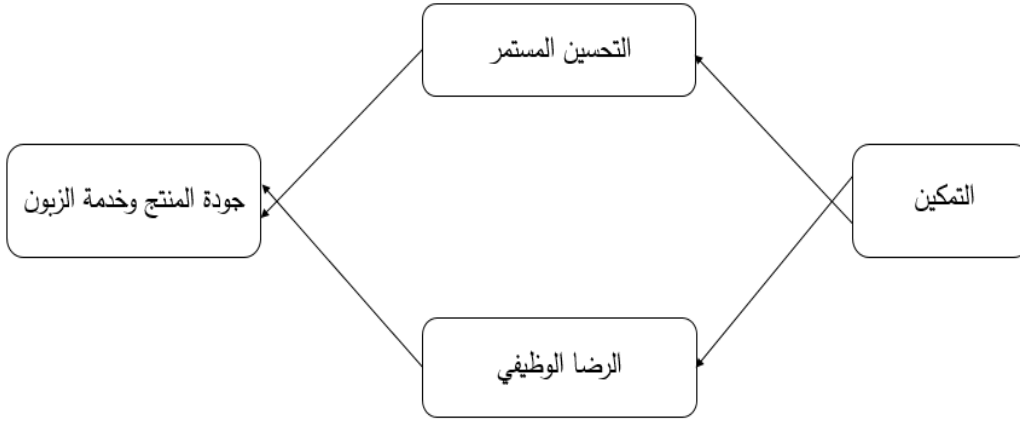 التحسين المستمر
التمكين
جودة المنتج وخدمة الزبون
الرضا الوظيفي